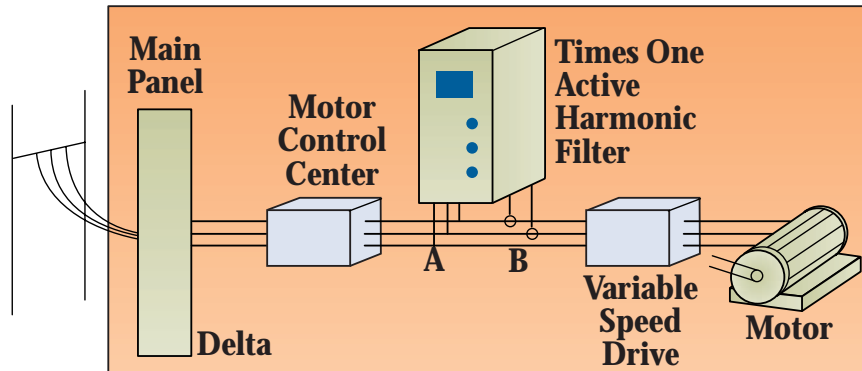 Main
Panel
Motor
Control
Center
Times One
Active
Harmonic
Filter
A
B
Delta
Variable
Speed
Drive
Motor